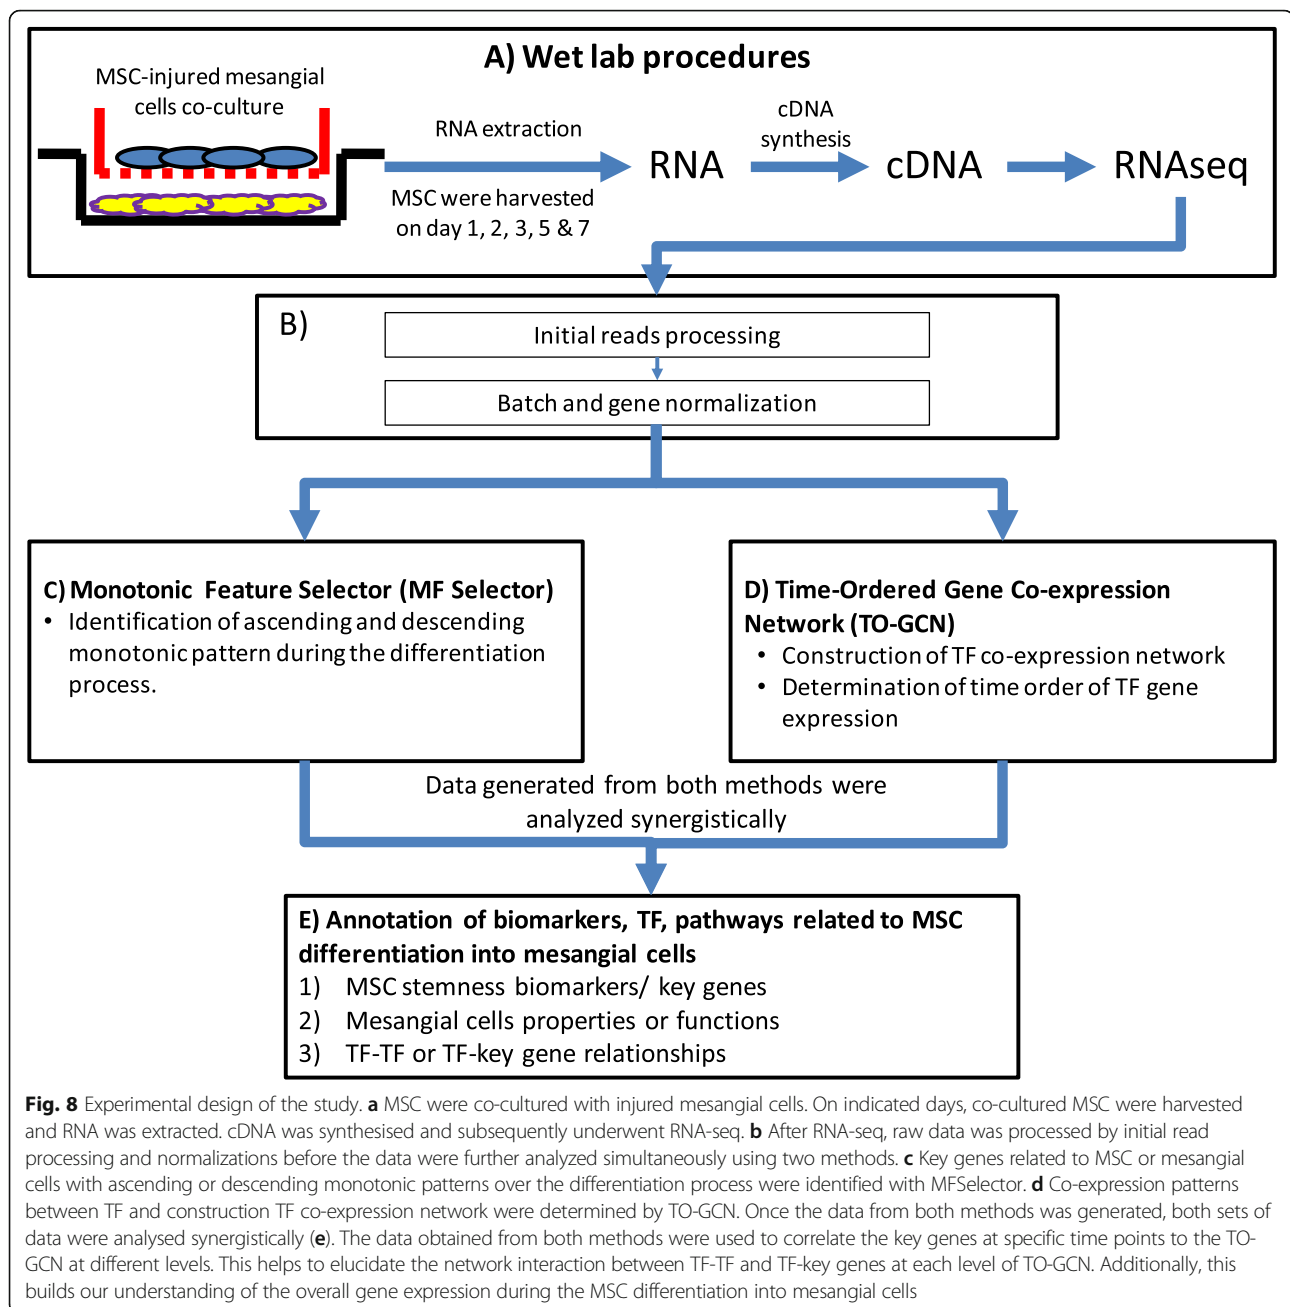 A) Wet lab procedures
MSC-injured mesangial
cells co-culture
RNA extraction
MSC were harvested
on day 1, 2, 3, 5 & 7
RNA
cDNA
synthesis
cDNA
RNAseq
B)
Initial reads processing
Batch and gene normalization
C) Monotonic Feature Selector (MF Selector)
• Identification of ascending and descending
monotonic pattern during the differentiation
process.
D) Time-Ordered Gene Co-expression
Network (TO-GCN)
• Construction of TF co-expression network
• Determination of time order of TF gene
expression
Data generated from both methods were
analyzed synergistically
E) Annotation of biomarkers, TF, pathways related to MSC
differentiation into mesangial cells
1) MSC stemness biomarkers/ key genes
2) Mesangial cells properties or functions
3) TF-TF or TF-key gene relationships
Fig. 8 Experimental design of the study. a MSC were co-cultured with injured mesangial cells. On indicated days, co-cultured MSC were harvested
and RNA was extracted. cDNA was synthesised and subsequently underwent RNA-seq. b After RNA-seq, raw data was processed by initial read
processing and normalizations before the data were further analyzed simultaneously using two methods. c Key genes related to MSC or mesangial
cells with ascending or descending monotonic patterns over the differentiation process were identified with MFSelector. d Co-expression patterns
between TF and construction TF co-expression network were determined by TO-GCN. Once the data from both methods was generated, both sets of
data were analysed synergistically (e). The data obtained from both methods were used to correlate the key genes at specific time points to the TO-
GCN at different levels. This helps to elucidate the network interaction between TF-TF and TF-key genes at each level of TO-GCN. Additionally, this
builds our understanding of the overall gene expression during the MSC differentiation into mesangial cells